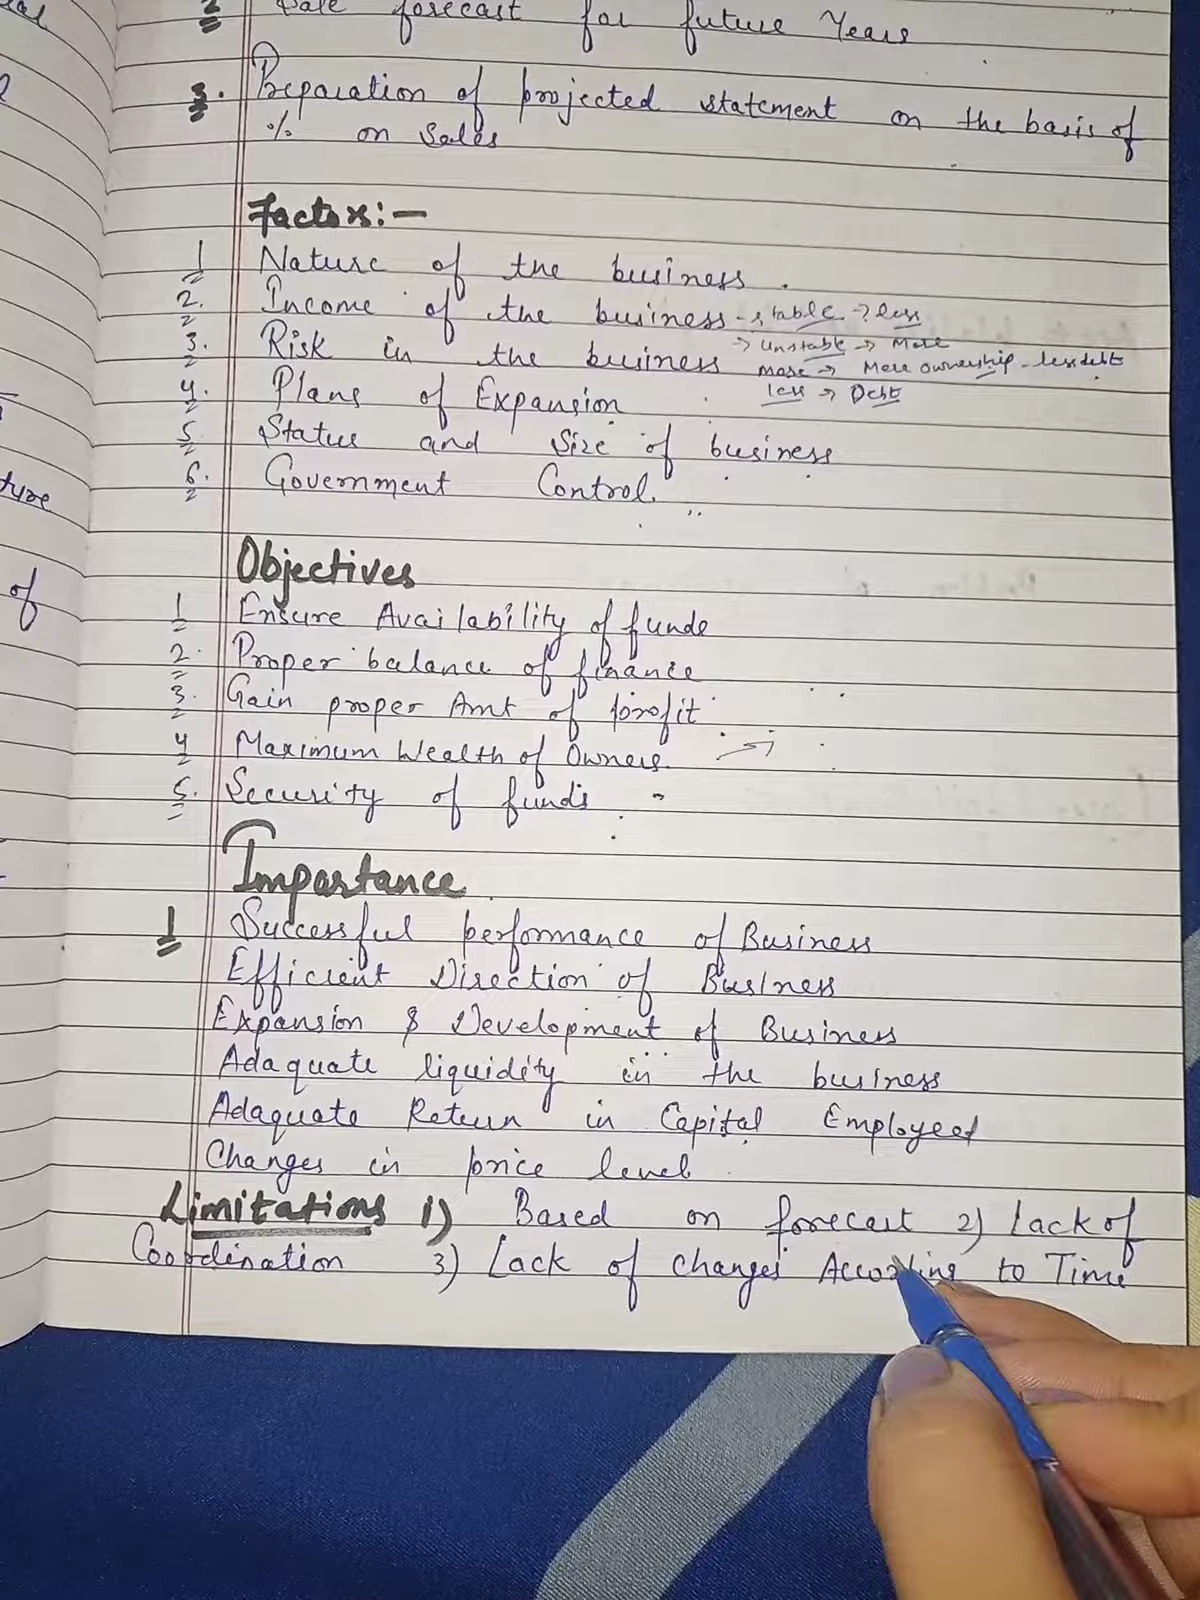 2 Sale forecast for future Years
3. Preparation of projected statement on the basis of
% on Sales
Factors:-
1 Nature of the business.
2. Income of the business → stable → less
→ Unstable → More
3. Risk in the business
more → More ownership - less debt
less → Debt
4. Plans of Expansion
5 Status and Size of business
6. Government Control.
Objectives
1 Ensure Availability of funds
2. Proper balance of finance
3. Gain proper Amt of profit
4 Maximum Wealth of Owners.
5. Security of funds
Importance
1 Successful performance of Business
Efficient Direction of Business
Expansion & Development of Business
Adaquate liquidity in the business
Adaquate Return in Capital Employeed
Changes in price level
Limitations 1) Based on forecast 2) Lack of
Coordination 3) Lack of changes According to Time
ture
of